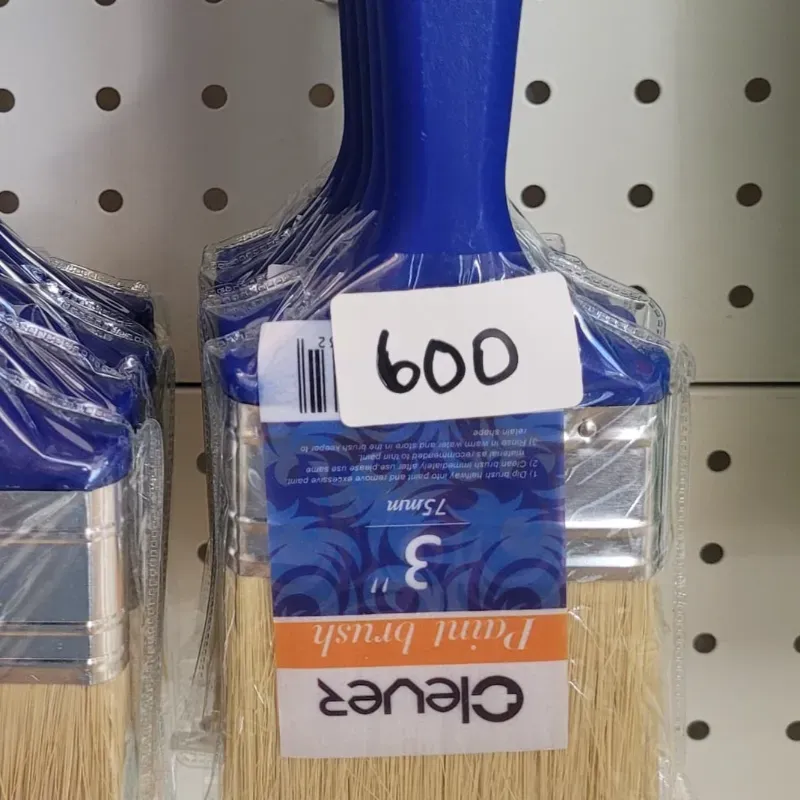 600
Clever
Paint brush
3"
75mm
1) Dip brush halfway into paint and remove excessive paint
2) Clean brush immediately after use please use same
material as recommended to thin paint.
3) Rinse in warm water and store in the brush keeper to
retain shape